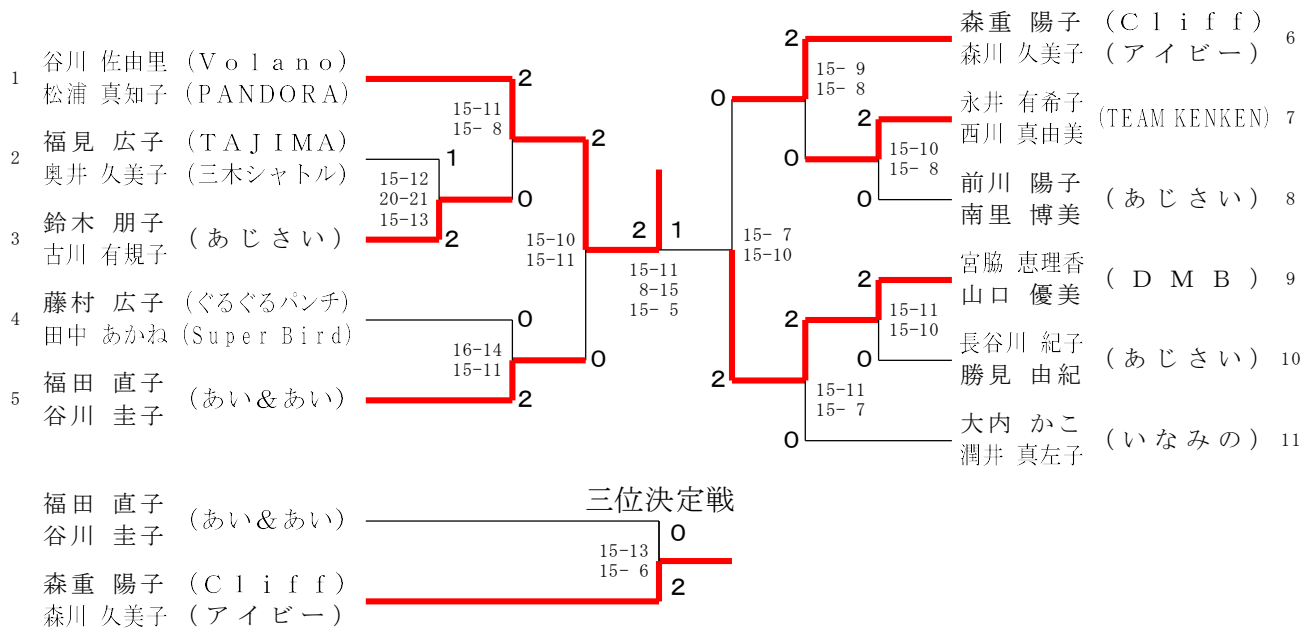 1 谷川 佐由里 (Ｖｏｌａｎｏ)
松浦 真知子 (PANDORA)
2 福見 広子 (ＴＡＪＩＭＡ)
奥井 久美子 (三木シャトル)
3 鈴木 朋子 (あじさい)
古川 有規子
4 藤村 広子 (ぐるぐるパンチ)
田中 あかね (Super Bird)
5 福田 直子 (あい&あい)
谷川 圭子
2
15-11
15- 8
2
1
15-12
20-21
15-13
0
2
15-10
15-11
0
16-14
15-11
0
2
2 1
15-11
8-15
15- 5
森重 陽子 (Ｃｌｉｆｆ) 6
森川 久美子 (アイビー)
永井 有希子 (TEAM KENKEN) 7
西川 真由美
前川 陽子 (あじさい) 8
南里 博美
宮脇 恵理香 (ＤＭＢ) 9
山口 優美
長谷川 紀子 (あじさい) 10
勝見 由紀
大内 かこ (いなみの) 11
潤井 真左子
2
15- 9
15- 8
0
2
0
15-10
15- 8
0
15- 7
15-10
2
2
15-11
15-10
0
2
15-11
15- 7
0
三位決定戦
福田 直子 (あい&あい)
谷川 圭子
0
15-13
15- 6
2
森重 陽子 (Ｃｌｉｆｆ)
森川 久美子 (アイビー)